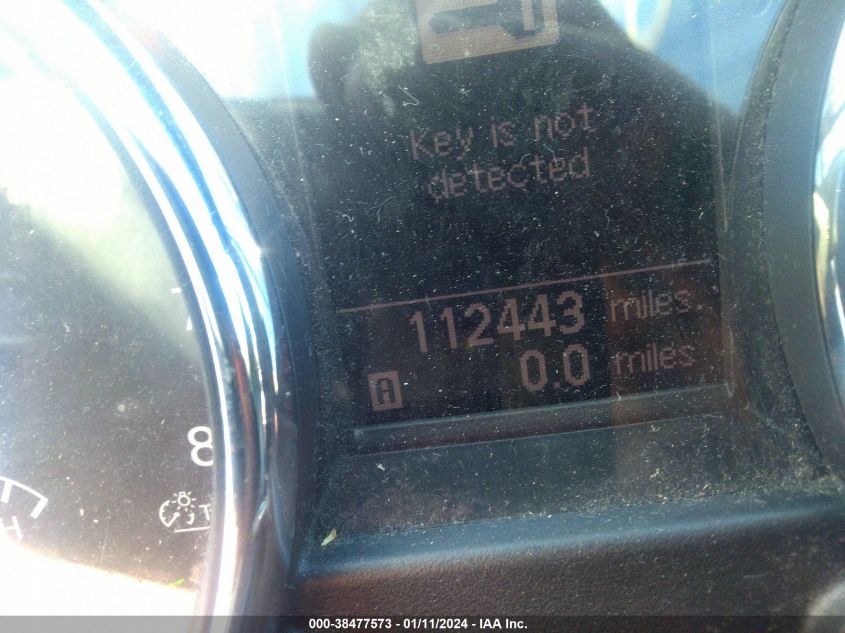 Key is not
detected
112443 miles
A 0.0 miles
8
H
000-38477573 - 01/11/2024 - IAA Inc.